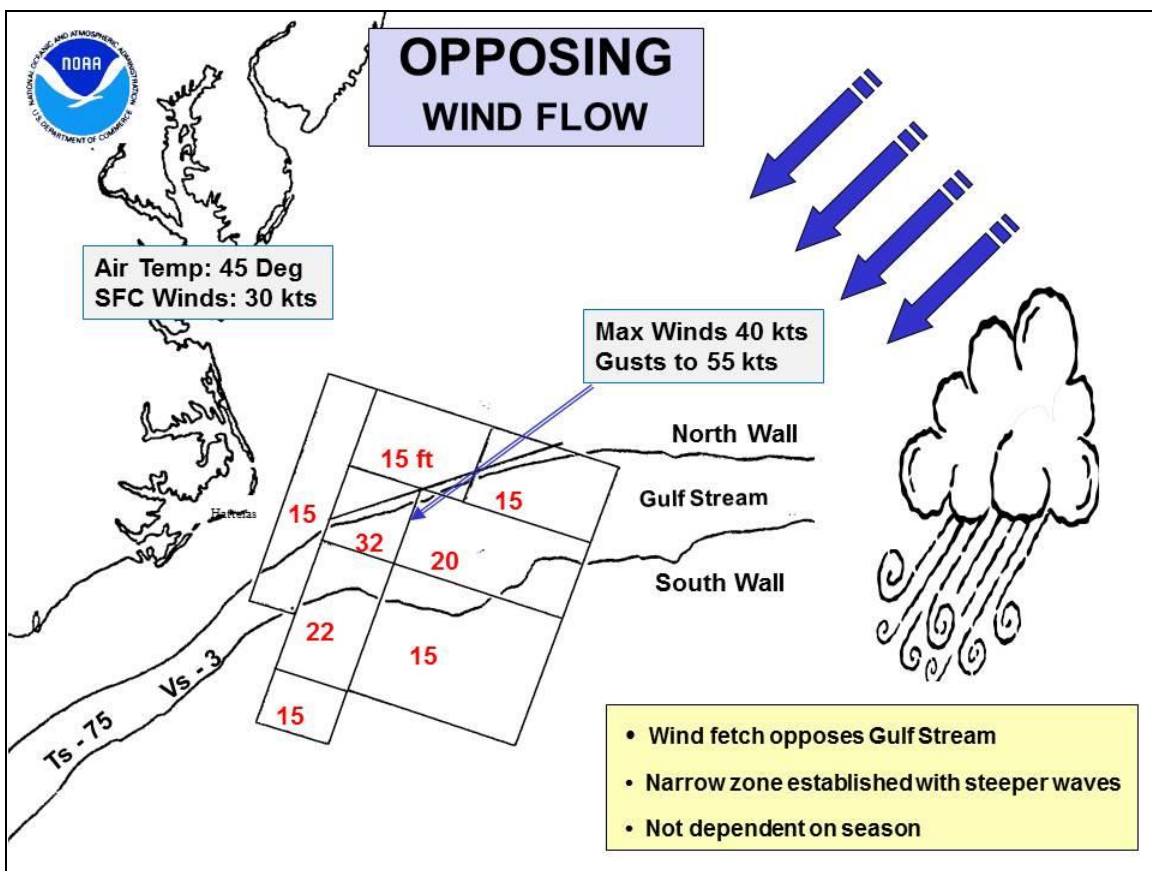 NATIONAL OCEANIC AND ATMOSPHERIC ADMINISTRATION
NOAA
U.S. DEPARTMENT OF COMMERCE
OPPOSING
WIND FLOW
Air Temp: 45 Deg
SFC Winds: 30 kts
Max Winds 40 kts
Gusts to 55 kts
North Wall
15 ft
15
Gulf Stream
15
Hatteras
32
20
South Wall
22
15
Vs - 3
15
Ts - 75
• Wind fetch opposes Gulf Stream
• Narrow zone established with steeper waves
• Not dependent on season